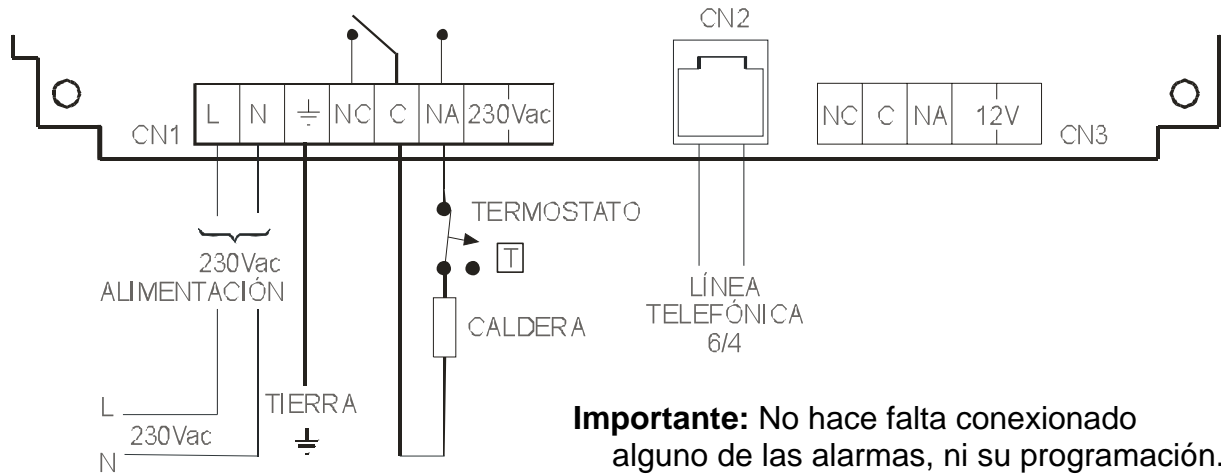 CN2
CN1 L N NC C NA 230Vac
NC C NA 12V CN3
TERMOSTATO
T
230Vac
ALIMENTACIÓN
LÍNEA
TELEFÓNICA
6/4
CALDERA
L
230Vac
N
TIERRA
Importante: No hace falta conexionado
alguno de las alarmas, ni su programación.